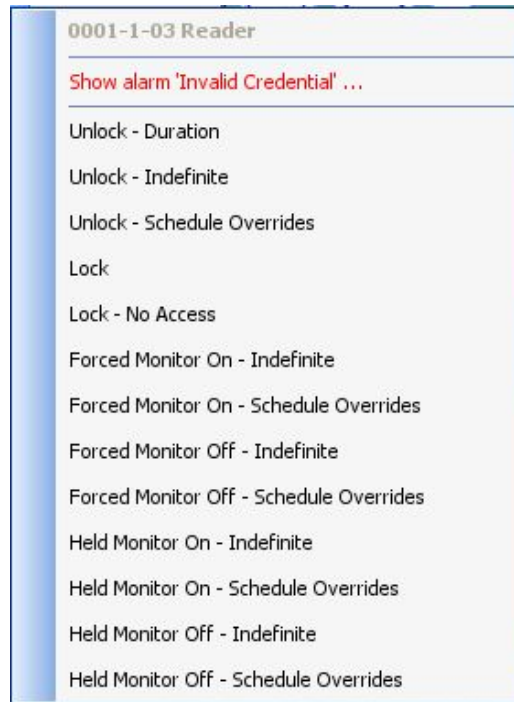 0001-1-03 Reader
Show alarm 'Invalid Credential' ...
Unlock - Duration
Unlock - Indefinite
Unlock - Schedule Overrides
Lock
Lock - No Access
Forced Monitor On - Indefinite
Forced Monitor On - Schedule Overrides
Forced Monitor Off - Indefinite
Forced Monitor Off - Schedule Overrides
Held Monitor On - Indefinite
Held Monitor On - Schedule Overrides
Held Monitor Off - Indefinite
Held Monitor Off - Schedule Overrides